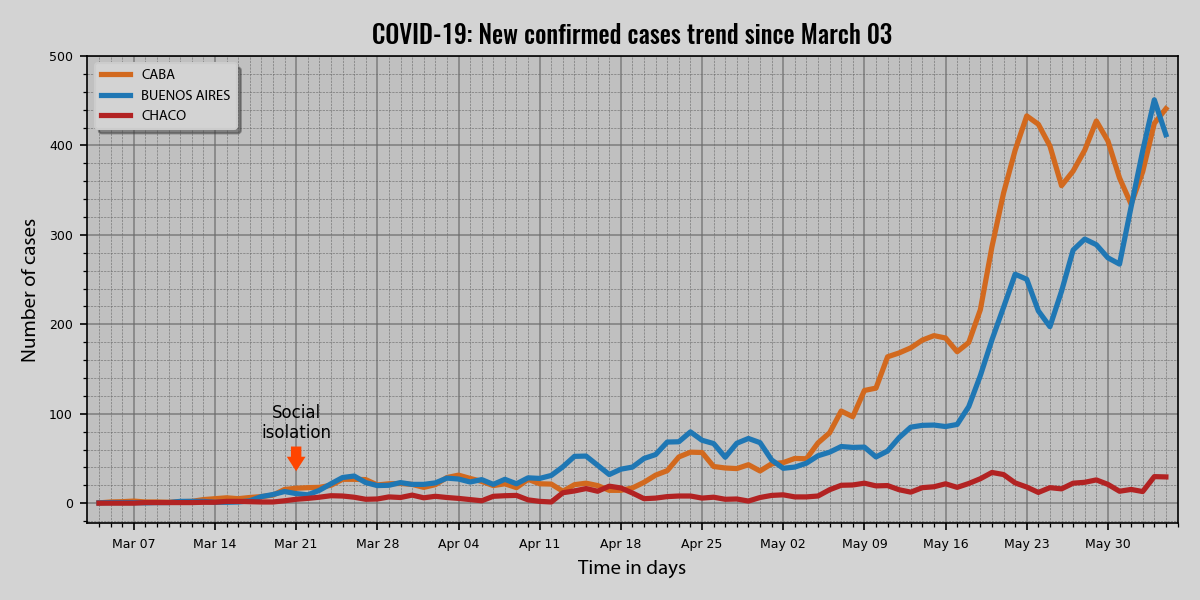 COVID-19: New confirmed cases trend since March 03
500
400
300
200
100
0
Number of cases
CABA
BUENOS AIRES
CHACO
Social
isolation
Mar 07 Mar 14 Mar 21 Mar 28 Apr 04 Apr 11 Apr 18 Apr 25 May 02 May 09 May 16 May 23 May 30
Time in days